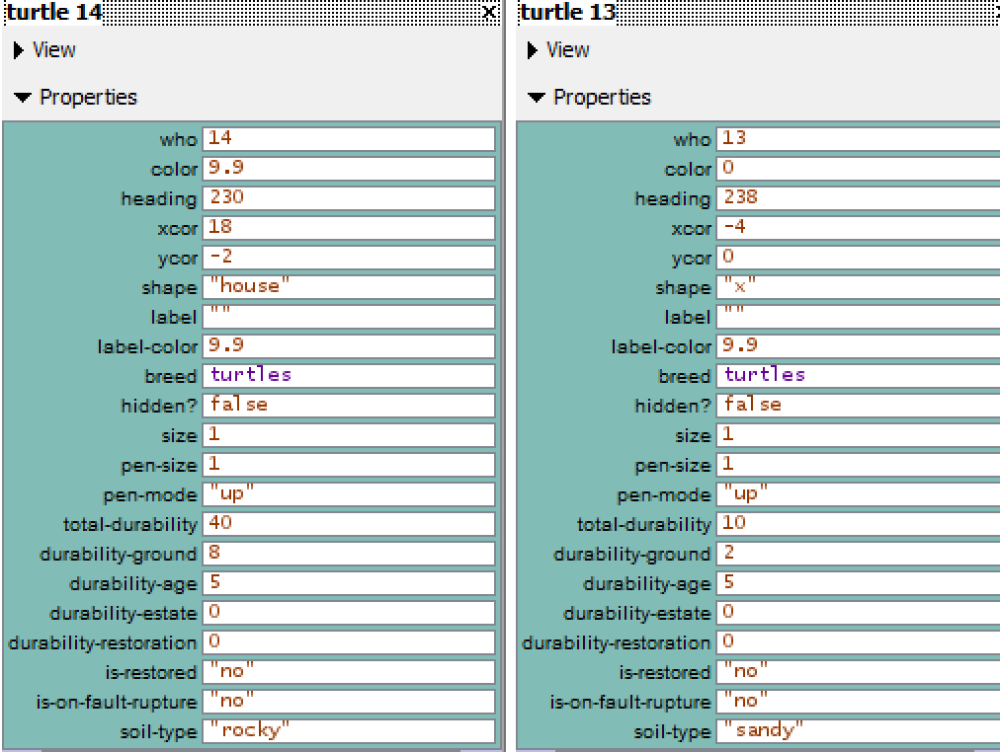 turtle 14
View
Properties
who 14
color 9.9
heading 230
xcor 18
ycor -2
shape "house"
label ""
label-color 9.9
breed turtles
hidden? false
size 1
pen-size 1
pen-mode "up"
total-durability 40
durability-ground 8
durability-age 5
durability-estate 0
durability-restoration 0
is-restored "no"
is-on-fault-rupture "no"
soil-type "rocky"
turtle 13
View
Properties
who 13
color 0
heading 238
xcor -4
ycor 0
shape "x"
label ""
label-color 9.9
breed turtles
hidden? false
size 1
pen-size 1
pen-mode "up"
total-durability 10
durability-ground 2
durability-age 5
durability-estate 0
durability-restoration 0
is-restored "no"
is-on-fault-rupture "no"
soil-type "sandy"